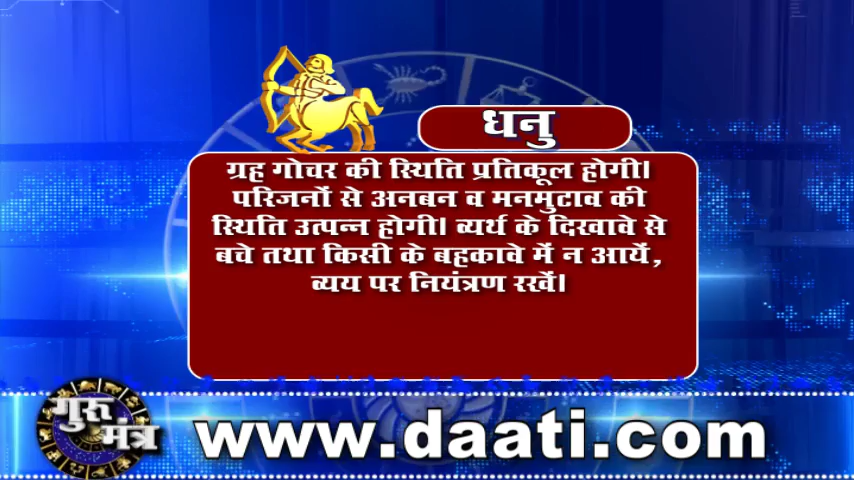 धनु
ग्रह गोचर की स्थिति प्रतिकूल होगी।
परिजनों से अनबन व मनमुटाव की
स्थिति उत्पन्न होगी। व्यर्थ के दिखावे से
बचे तथा किसी के बहकावे में न आयें,
व्यय पर नियंत्रण रखें।
गुरु
मंत्र
www.daati.com